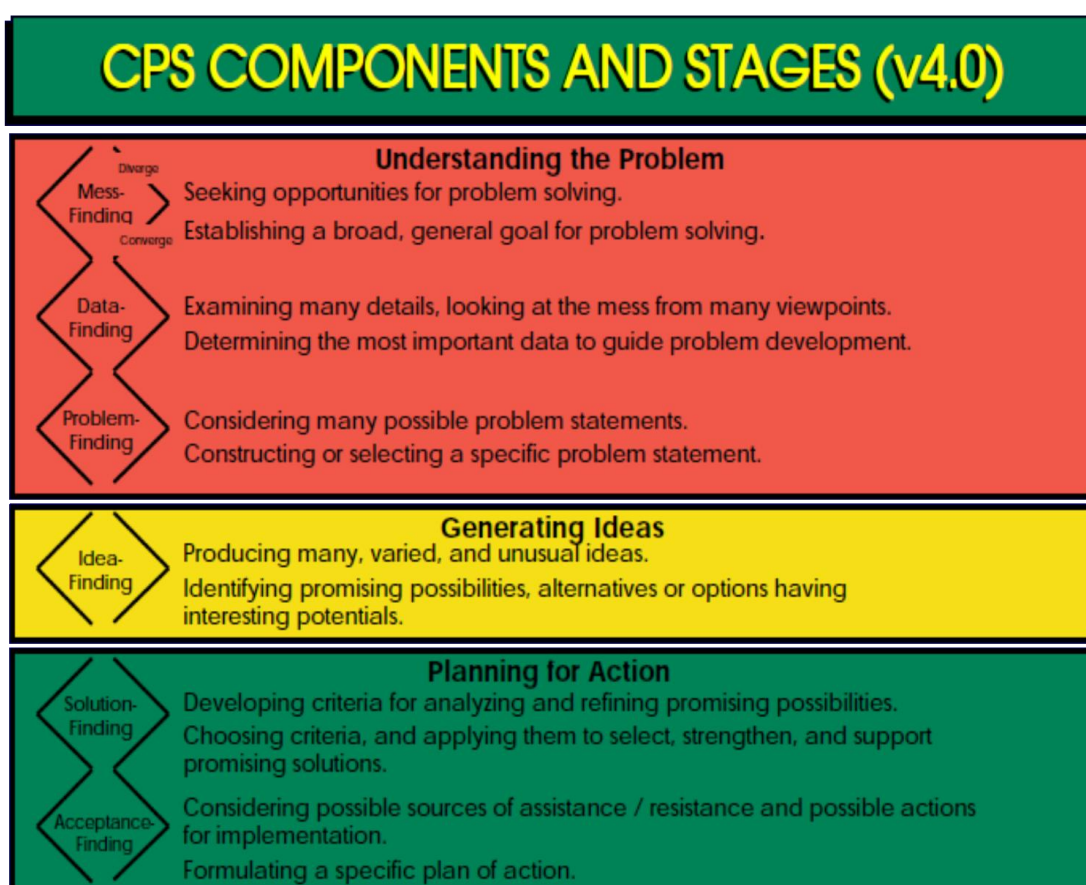 CPS COMPONENTS AND STAGES (v4.0)
Understanding the Problem
Diverge
Mess-
Finding
Converge
Seeking opportunities for problem solving.
Establishing a broad, general goal for problem solving.
Data-
Finding
Examining many details, looking at the mess from many viewpoints.
Determining the most important data to guide problem development.
Problem-
Finding
Considering many possible problem statements.
Constructing or selecting a specific problem statement.
Generating Ideas
Idea-
Finding
Producing many, varied, and unusual ideas.
Identifying promising possibilities, alternatives or options having
interesting potentials.
Planning for Action
Solution-
Finding
Developing criteria for analyzing and refining promising possibilities.
Choosing criteria, and applying them to select, strengthen, and support
promising solutions.
Acceptance-
Finding
Considering possible sources of assistance / resistance and possible actions
for implementation.
Formulating a specific plan of action.